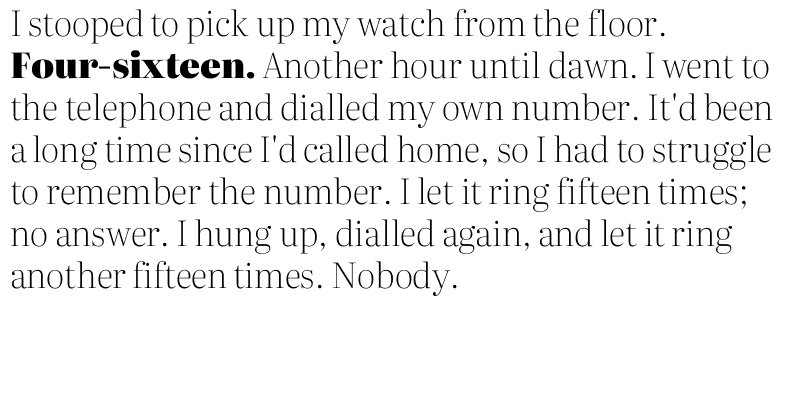 I stooped to pick up my watch from the floor.
Four-sixteen. Another hour until dawn. I went to
the telephone and dialled my own number. It'd been
a long time since I'd called home, so I had to struggle
to remember the number. I let it ring fifteen times;
no answer. I hung up, dialled again, and let it ring
another fifteen times. Nobody.